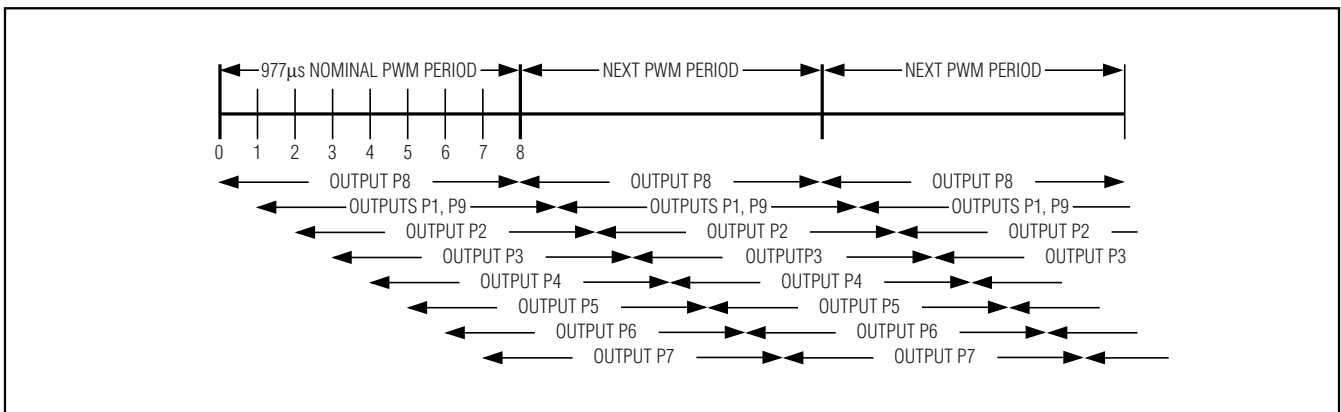 977μs NOMINAL PWM PERIOD NEXT PWM PERIOD NEXT PWM PERIOD
0 1 2 3 4 5 6 7 8
OUTPUT P8 OUTPUT P8 OUTPUT P8
OUTPUTS P1, P9 OUTPUTS P1, P9 OUTPUTS P1, P9
OUTPUT P2 OUTPUT P2 OUTPUT P2
OUTPUT P3 OUTPUTP3 OUTPUT P3
OUTPUT P4 OUTPUT P4
OUTPUT P5 OUTPUT P5
OUTPUT P6 OUTPUT P6
OUTPUT P7 OUTPUT P7